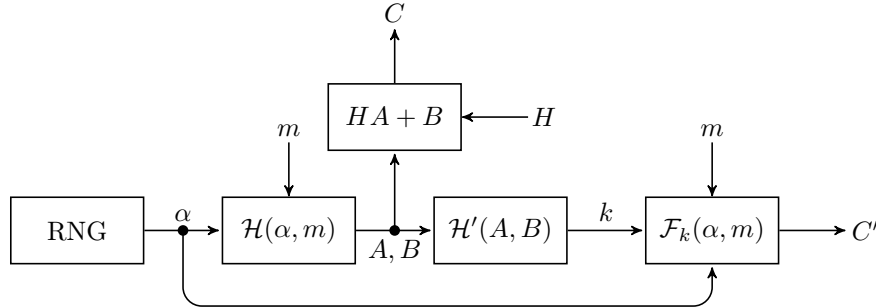 C
HA + B
H
m
m
RNG
α
ℋ(α, m)
A, B
ℋ′(A, B)
k
ℱₖ(α, m)
C′